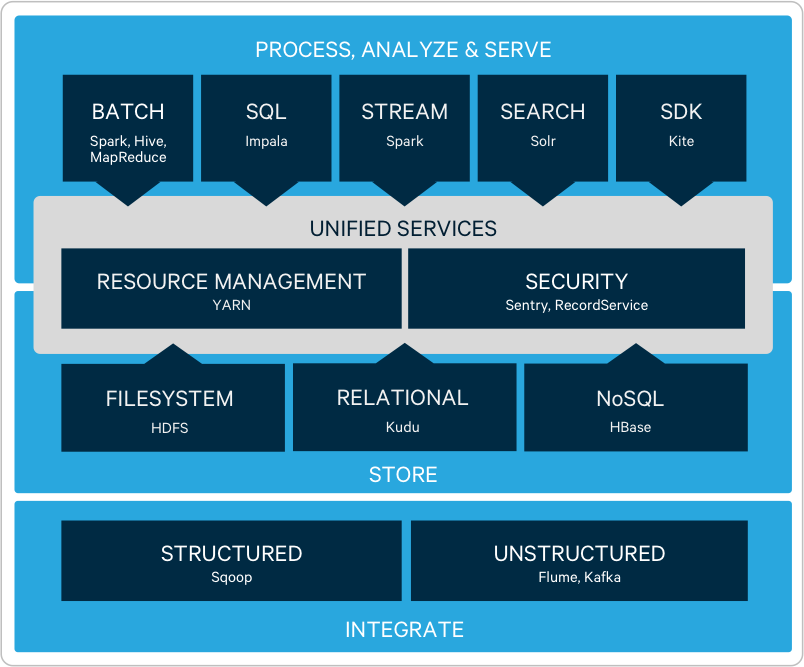 PROCESS, ANALYZE & SERVE
BATCH
Spark, Hive,
MapReduce
SQL
Impala
STREAM
Spark
SEARCH
Solr
SDK
Kite
UNIFIED SERVICES
RESOURCE MANAGEMENT
YARN
SECURITY
Sentry, RecordService
FILESYSTEM
HDFS
RELATIONAL
Kudu
NoSQL
HBase
STORE
STRUCTURED
Sqoop
UNSTRUCTURED
Flume, Kafka
INTEGRATE